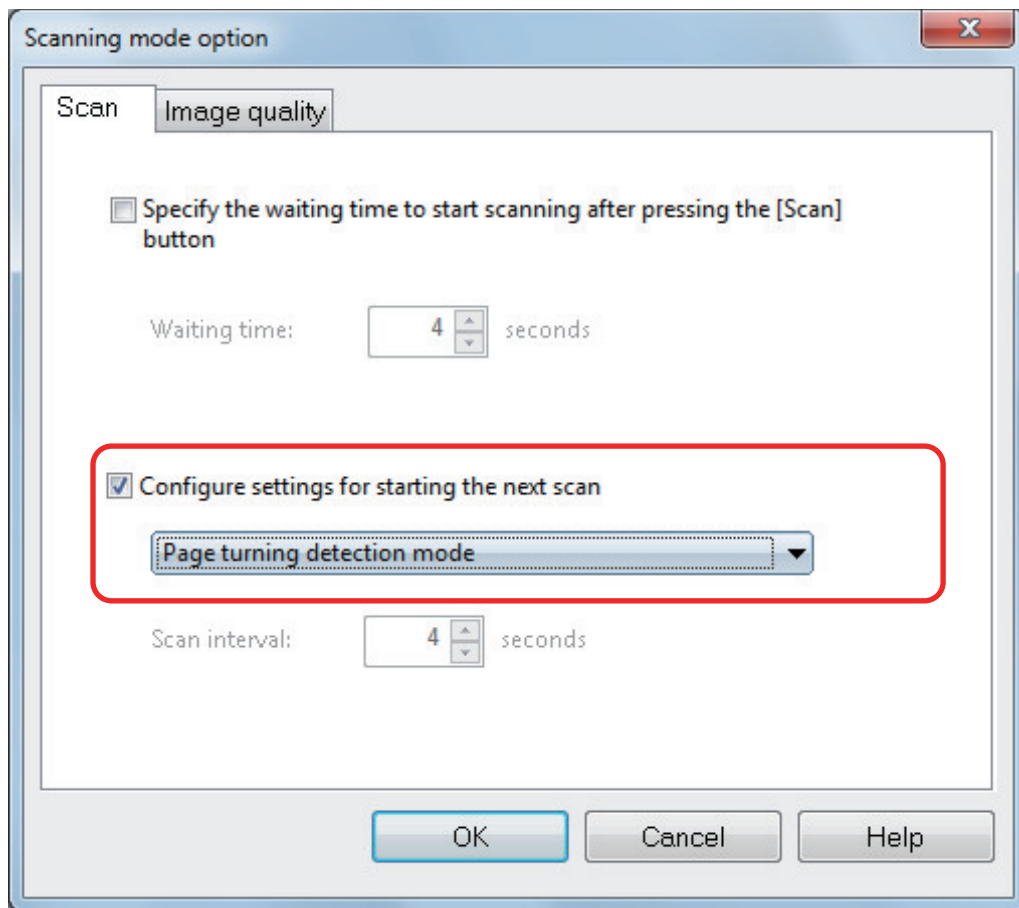 Scanning mode option
Scan
Image quality
Specify the waiting time to start scanning after pressing the [Scan]
button
Waiting time: 4 seconds
Configure settings for starting the next scan
Page turning detection mode
Scan interval: 4 seconds
OK Cancel Help